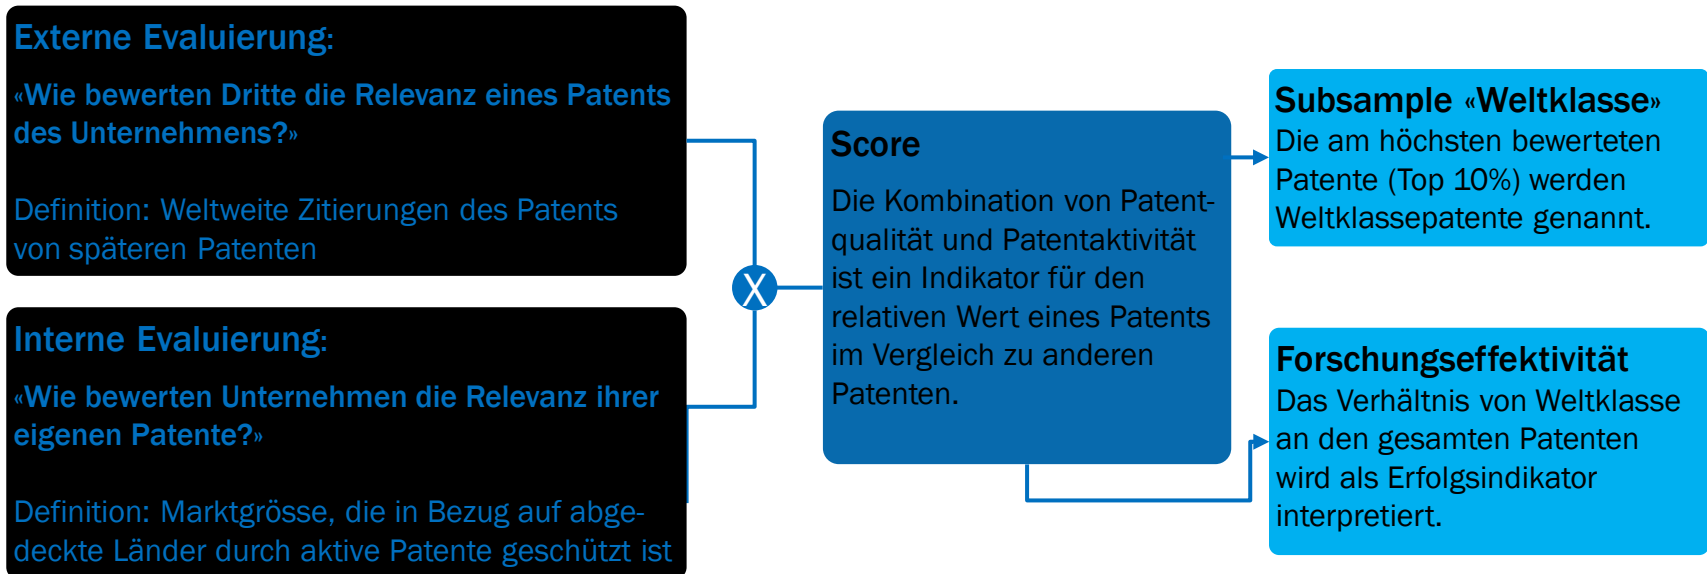 Externe Evaluierung:
«Wie bewerten Dritte die Relevanz eines Patents
des Unternehmens?»
Definition: Weltweite Zitierungen des Patents
von späteren Patenten
Interne Evaluierung:
«Wie bewerten Unternehmen die Relevanz ihrer
eigenen Patente?»
Definition: Marktgrösse, die in Bezug auf abge-
deckte Länder durch aktive Patente geschützt ist
X
Score
Die Kombination von Patent-
qualität und Patentaktivität
ist ein Indikator für den
relativen Wert eines Patents
im Vergleich zu anderen
Patenten.
Subsample «Weltklasse»
Die am höchsten bewerteten
Patente (Top 10%) werden
Weltklassepatente genannt.
Forschungseffektivität
Das Verhältnis von Weltklasse
an den gesamten Patenten
wird als Erfolgsindikator
interpretiert.